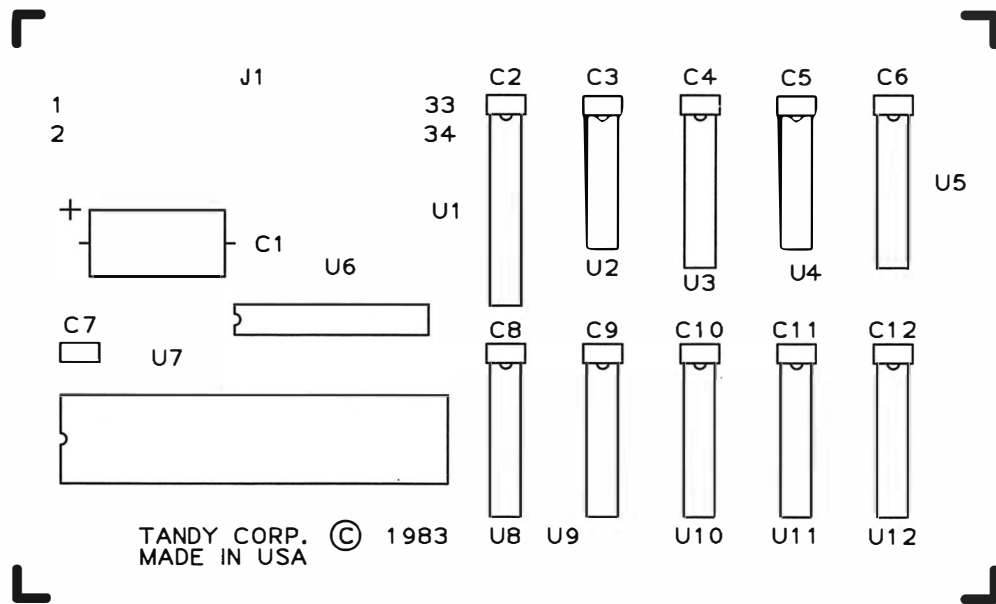 J1
C2 C3 C4 C5 C6
1 33
2 34
U5
U1
+
C1
U6
U2 U3 U4
C7
C8 C9 C10 C11 C12
U7
TANDY CORP. © 1983
MADE IN USA
U8 U9 U10 U11 U12